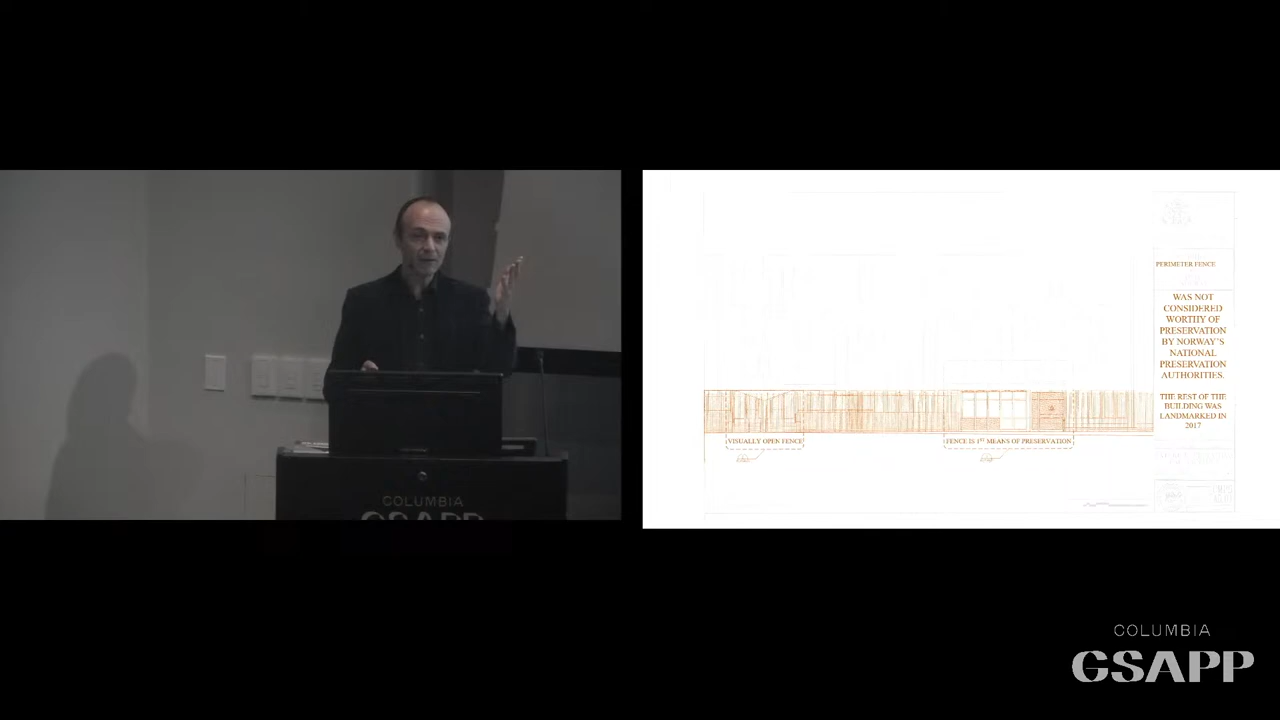 COLUMBIA
GSAPP
PERIMETER FENCE
WAS NOT
CONSIDERED
WORTHY OF
PRESERVATION
BY NORWAY'S
NATIONAL
PRESERVATION
AUTHORITIES.
THE REST OF THE
BUILDING WAS
LANDMARKED IN
2017
VISUALLY OPEN FENCE
FENCE IS 1ST MEANS OF PRESERVATION
COLUMBIA
GSAPP